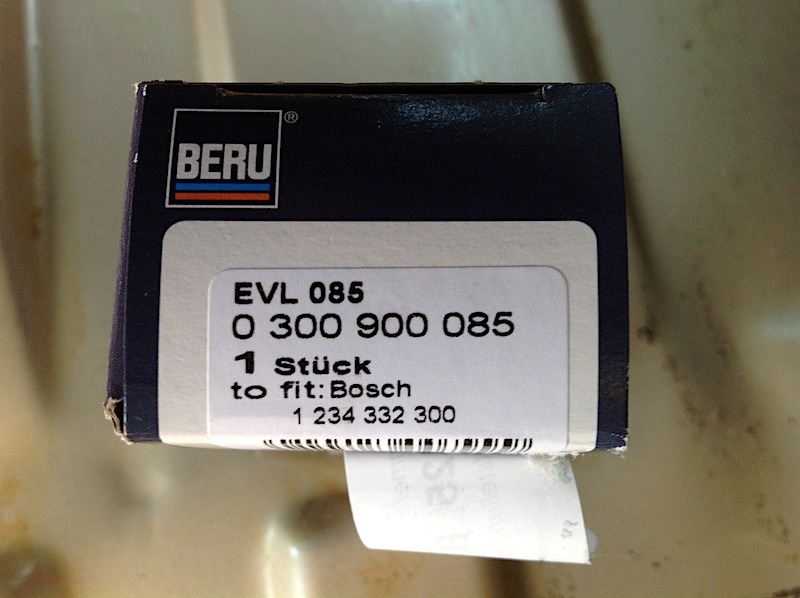 BERU®
EVL 085
0 300 900 085
1 Stück
to fit: Bosch
1 234 332 300